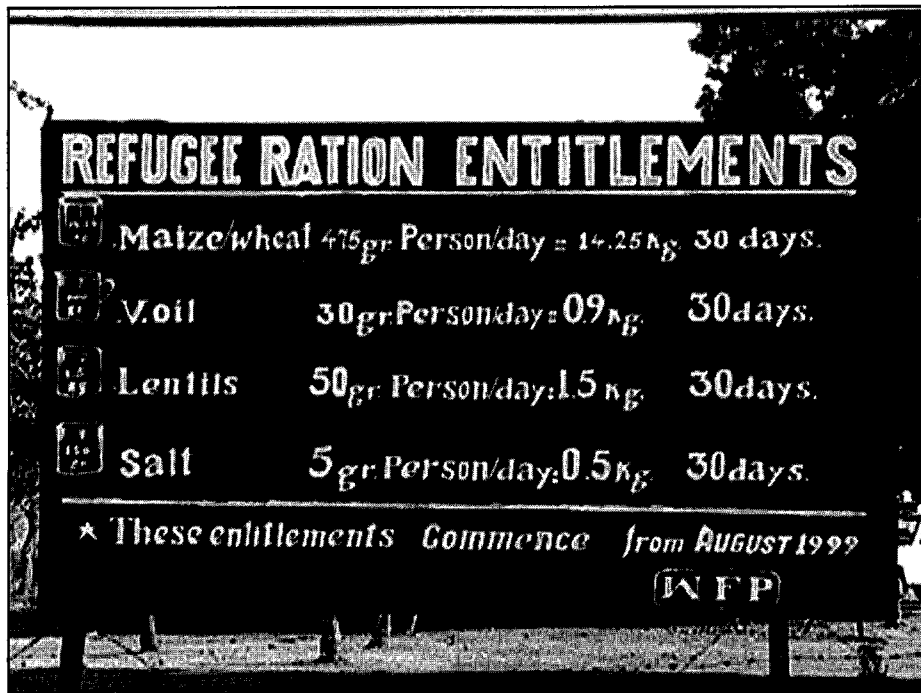 REFUGEE RATION ENTITLEMENTS
Maize/wheat 475gr. Person/day = 14.25 Kg. 30 days.
V.oil 30gr. Person/day = 0.9 Kg. 30days.
Lentils 50gr. Person/day: 1.5 Kg. 30days.
Salt 5gr. Person/day: 0.5 Kg. 30days.
* These entitlements Commence from AUGUST 1999
WFP